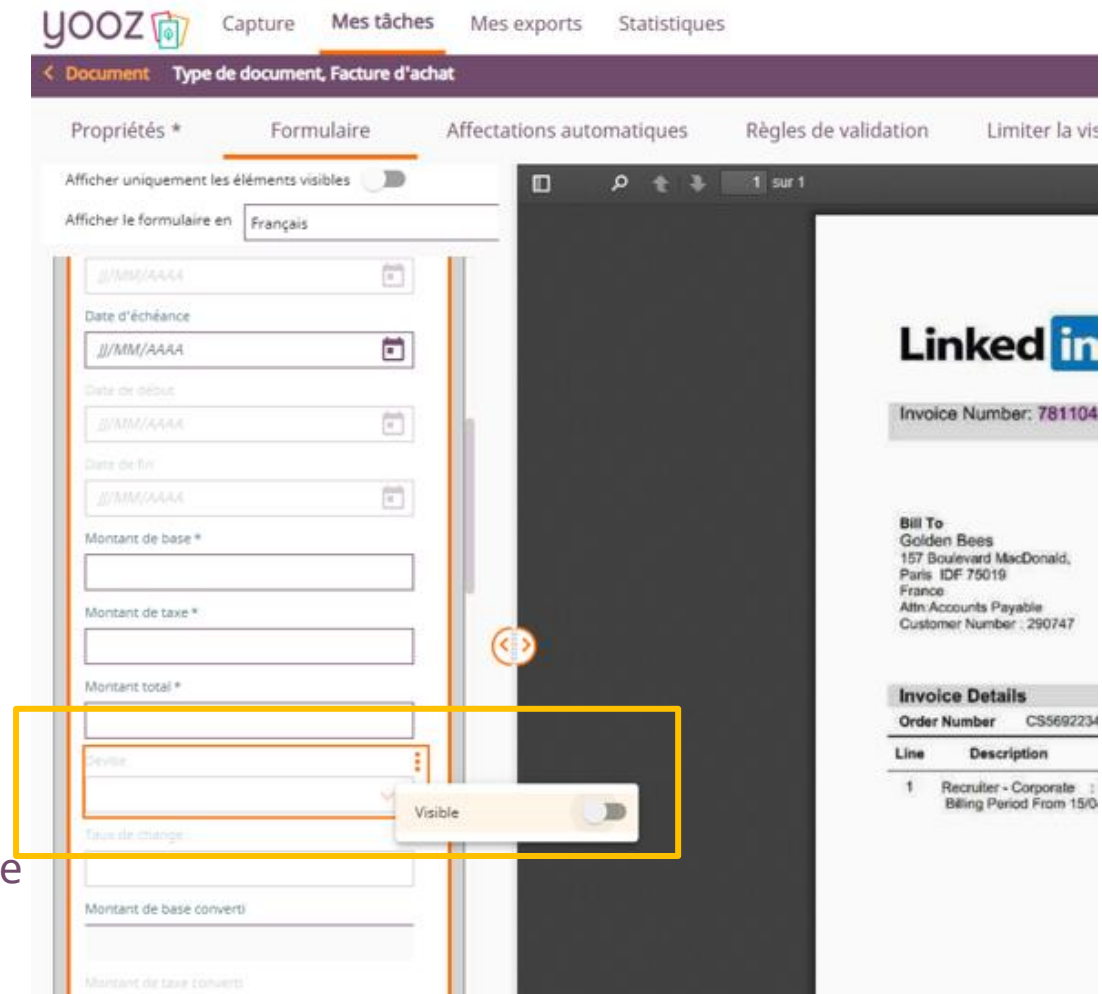 yooz Capture Mes tâches Mes exports Statistiques
< Document Type de document, Facture d'achat
Propriétés * Formulaire Affectations automatiques Règles de validation Limiter la vis
Afficher uniquement les éléments visibles
1 sur 1
Afficher le formulaire en Français
JJ/MM/AAAA
Date d'échéance
JJ/MM/AAAA
Date de début
JJ/MM/AAAA
Date de fin
JJ/MM/AAAA
Montant de base *
Montant de taxe *
Montant total *
Devise
Visible
Taux de change
e
Montant de base converti
Montant de taxe converti
Linked in
Invoice Number: 781104
Bill To
Golden Bees
157 Boulevard MacDonald,
Paris IDF 75019
France
Attn:Accounts Payable
Customer Number : 290747
Invoice Details
Order Number CS5692234
Line Description
1 Recruiter - Corporate :
Billing Period From 15/0